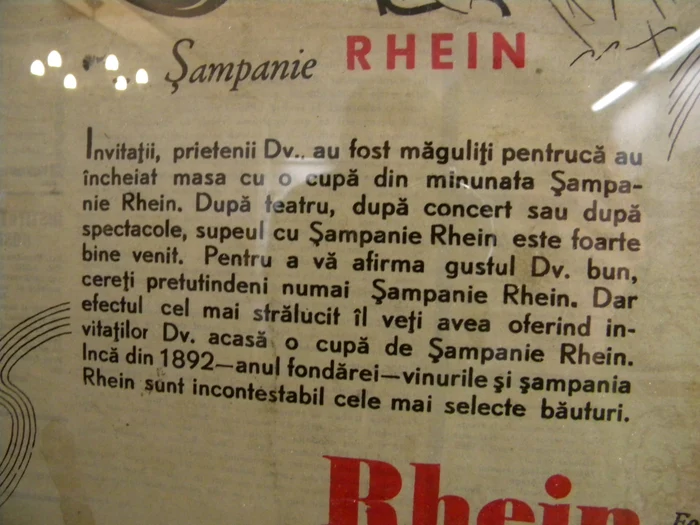 Şampanie RHEIN
Invitaţii, prietenii Dv.. au fost măguliţi pentrucă au
încheiat masa cu o cupă din minunata Şampa-
nie Rhein. După teatru, după concert sau după
spectacole, supeul cu Şampanie Rhein este foarte
bine venit. Pentru a vă afirma gustul Dv. bun,
cereţi pretutindeni numai Şampanie Rhein. Dar
efectul cel mai strălucit îl veţi avea oferind in-
vitaţilor Dv. acasă o cupă de Şampanie Rhein.
Incă din 1892—anul fondărei—vinurile şi şampania
Rhein sunt incontestabil cele mai selecte băuturi.
Rhein